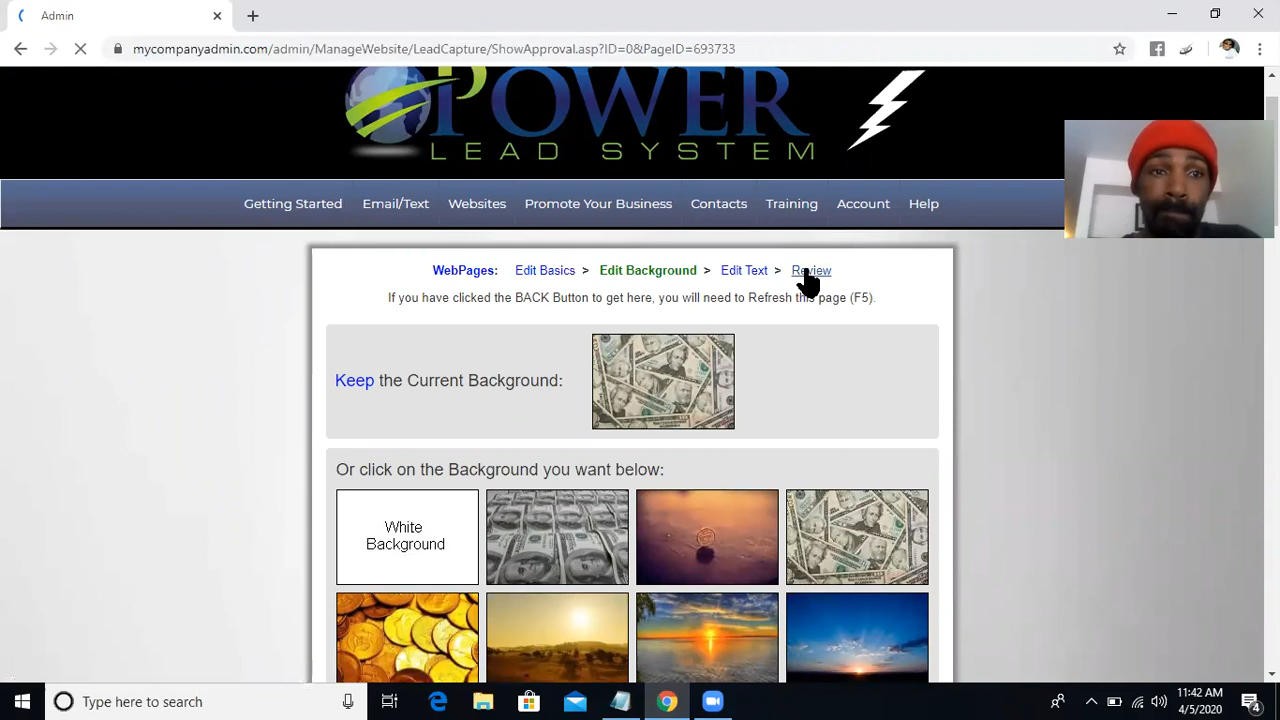 Admin
mycompanyadmin.com/admin/ManageWebsite/LeadCapture/ShowApproval.asp?ID=0&PageID=693733
POWER
LEAD SYSTEM
Getting Started Email/Text Websites Promote Your Business Contacts Training Account Help
WebPages: Edit Basics > Edit Background > Edit Text > Review
If you have clicked the BACK Button to get here, you will need to Refresh this page (F5).
Keep the Current Background:
Or click on the Background you want below:
White
Background
Type here to search
11:42 AM
4/5/2020
4